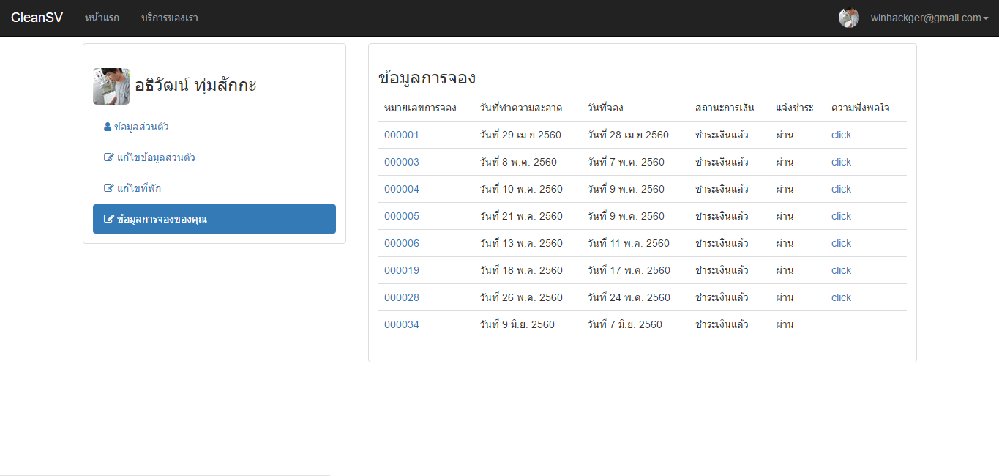 CleanSV หน้าแรก บริการของเรา winhackger@gmail.com
อธิวัฒน์ ทุ่มสักกะ
ข้อมูลส่วนตัว
แก้ไขข้อมูลส่วนตัว
แก้ไขที่พัก
ข้อมูลการจองของคุณ
ข้อมูลการจอง
หมายเลขการจอง วันที่ทำความสะอาด วันที่จอง สถานะการเงิน แจ้งชำระ ความพึงพอใจ
000001 วันที่ 29 เม.ย 2560 วันที่ 28 เม.ย 2560 ชำระเงินแล้ว ผ่าน click
000003 วันที่ 8 พ.ค. 2560 วันที่ 7 พ.ค. 2560 ชำระเงินแล้ว ผ่าน click
000004 วันที่ 10 พ.ค. 2560 วันที่ 9 พ.ค. 2560 ชำระเงินแล้ว ผ่าน click
000005 วันที่ 21 พ.ค. 2560 วันที่ 9 พ.ค. 2560 ชำระเงินแล้ว ผ่าน click
000006 วันที่ 13 พ.ค. 2560 วันที่ 11 พ.ค. 2560 ชำระเงินแล้ว ผ่าน click
000019 วันที่ 18 พ.ค. 2560 วันที่ 17 พ.ค. 2560 ชำระเงินแล้ว ผ่าน click
000028 วันที่ 26 พ.ค. 2560 วันที่ 24 พ.ค. 2560 ชำระเงินแล้ว ผ่าน click
000034 วันที่ 9 มิ.ย. 2560 วันที่ 7 มิ.ย. 2560 ชำระเงินแล้ว ผ่าน